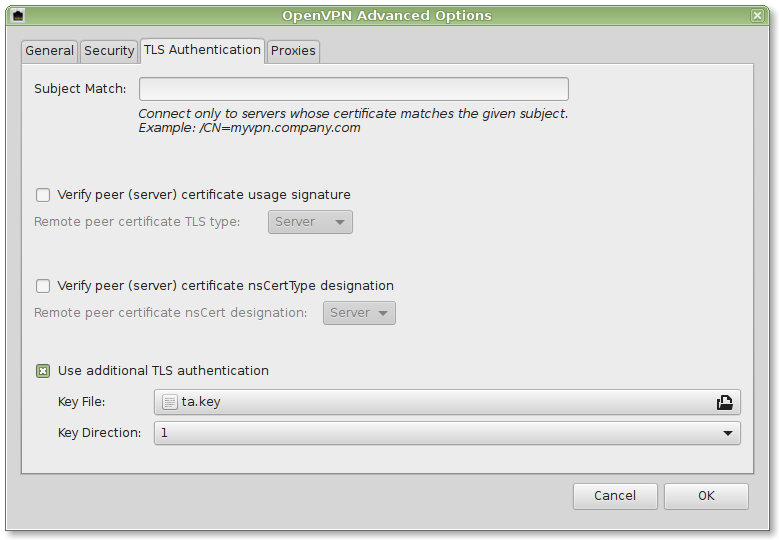 OpenVPN Advanced Options
General Security TLS Authentication Proxies
Subject Match:
Connect only to servers whose certificate matches the given subject.
Example: /CN=myvpn.company.com
Verify peer (server) certificate usage signature
Remote peer certificate TLS type: Server
Verify peer (server) certificate nsCertType designation
Remote peer certificate nsCert designation: Server
Use additional TLS authentication
Key File: ta.key
Key Direction: 1
Cancel OK